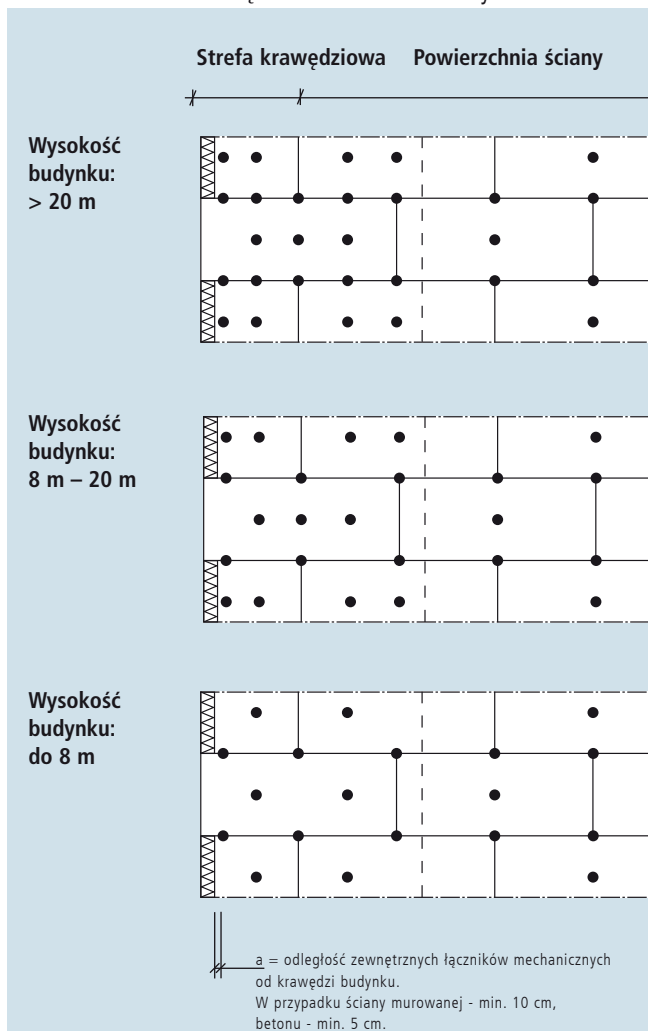 Strefa krawędziowa Powierzchnia ściany
Wysokość
budynku:
> 20 m
Wysokość
budynku:
8 m – 20 m
Wysokość
budynku:
do 8 m
a = odległość zewnętrznych łączników mechanicznych
od krawędzi budynku.
W przypadku ściany murowanej - min. 10 cm,
betonu - min. 5 cm.